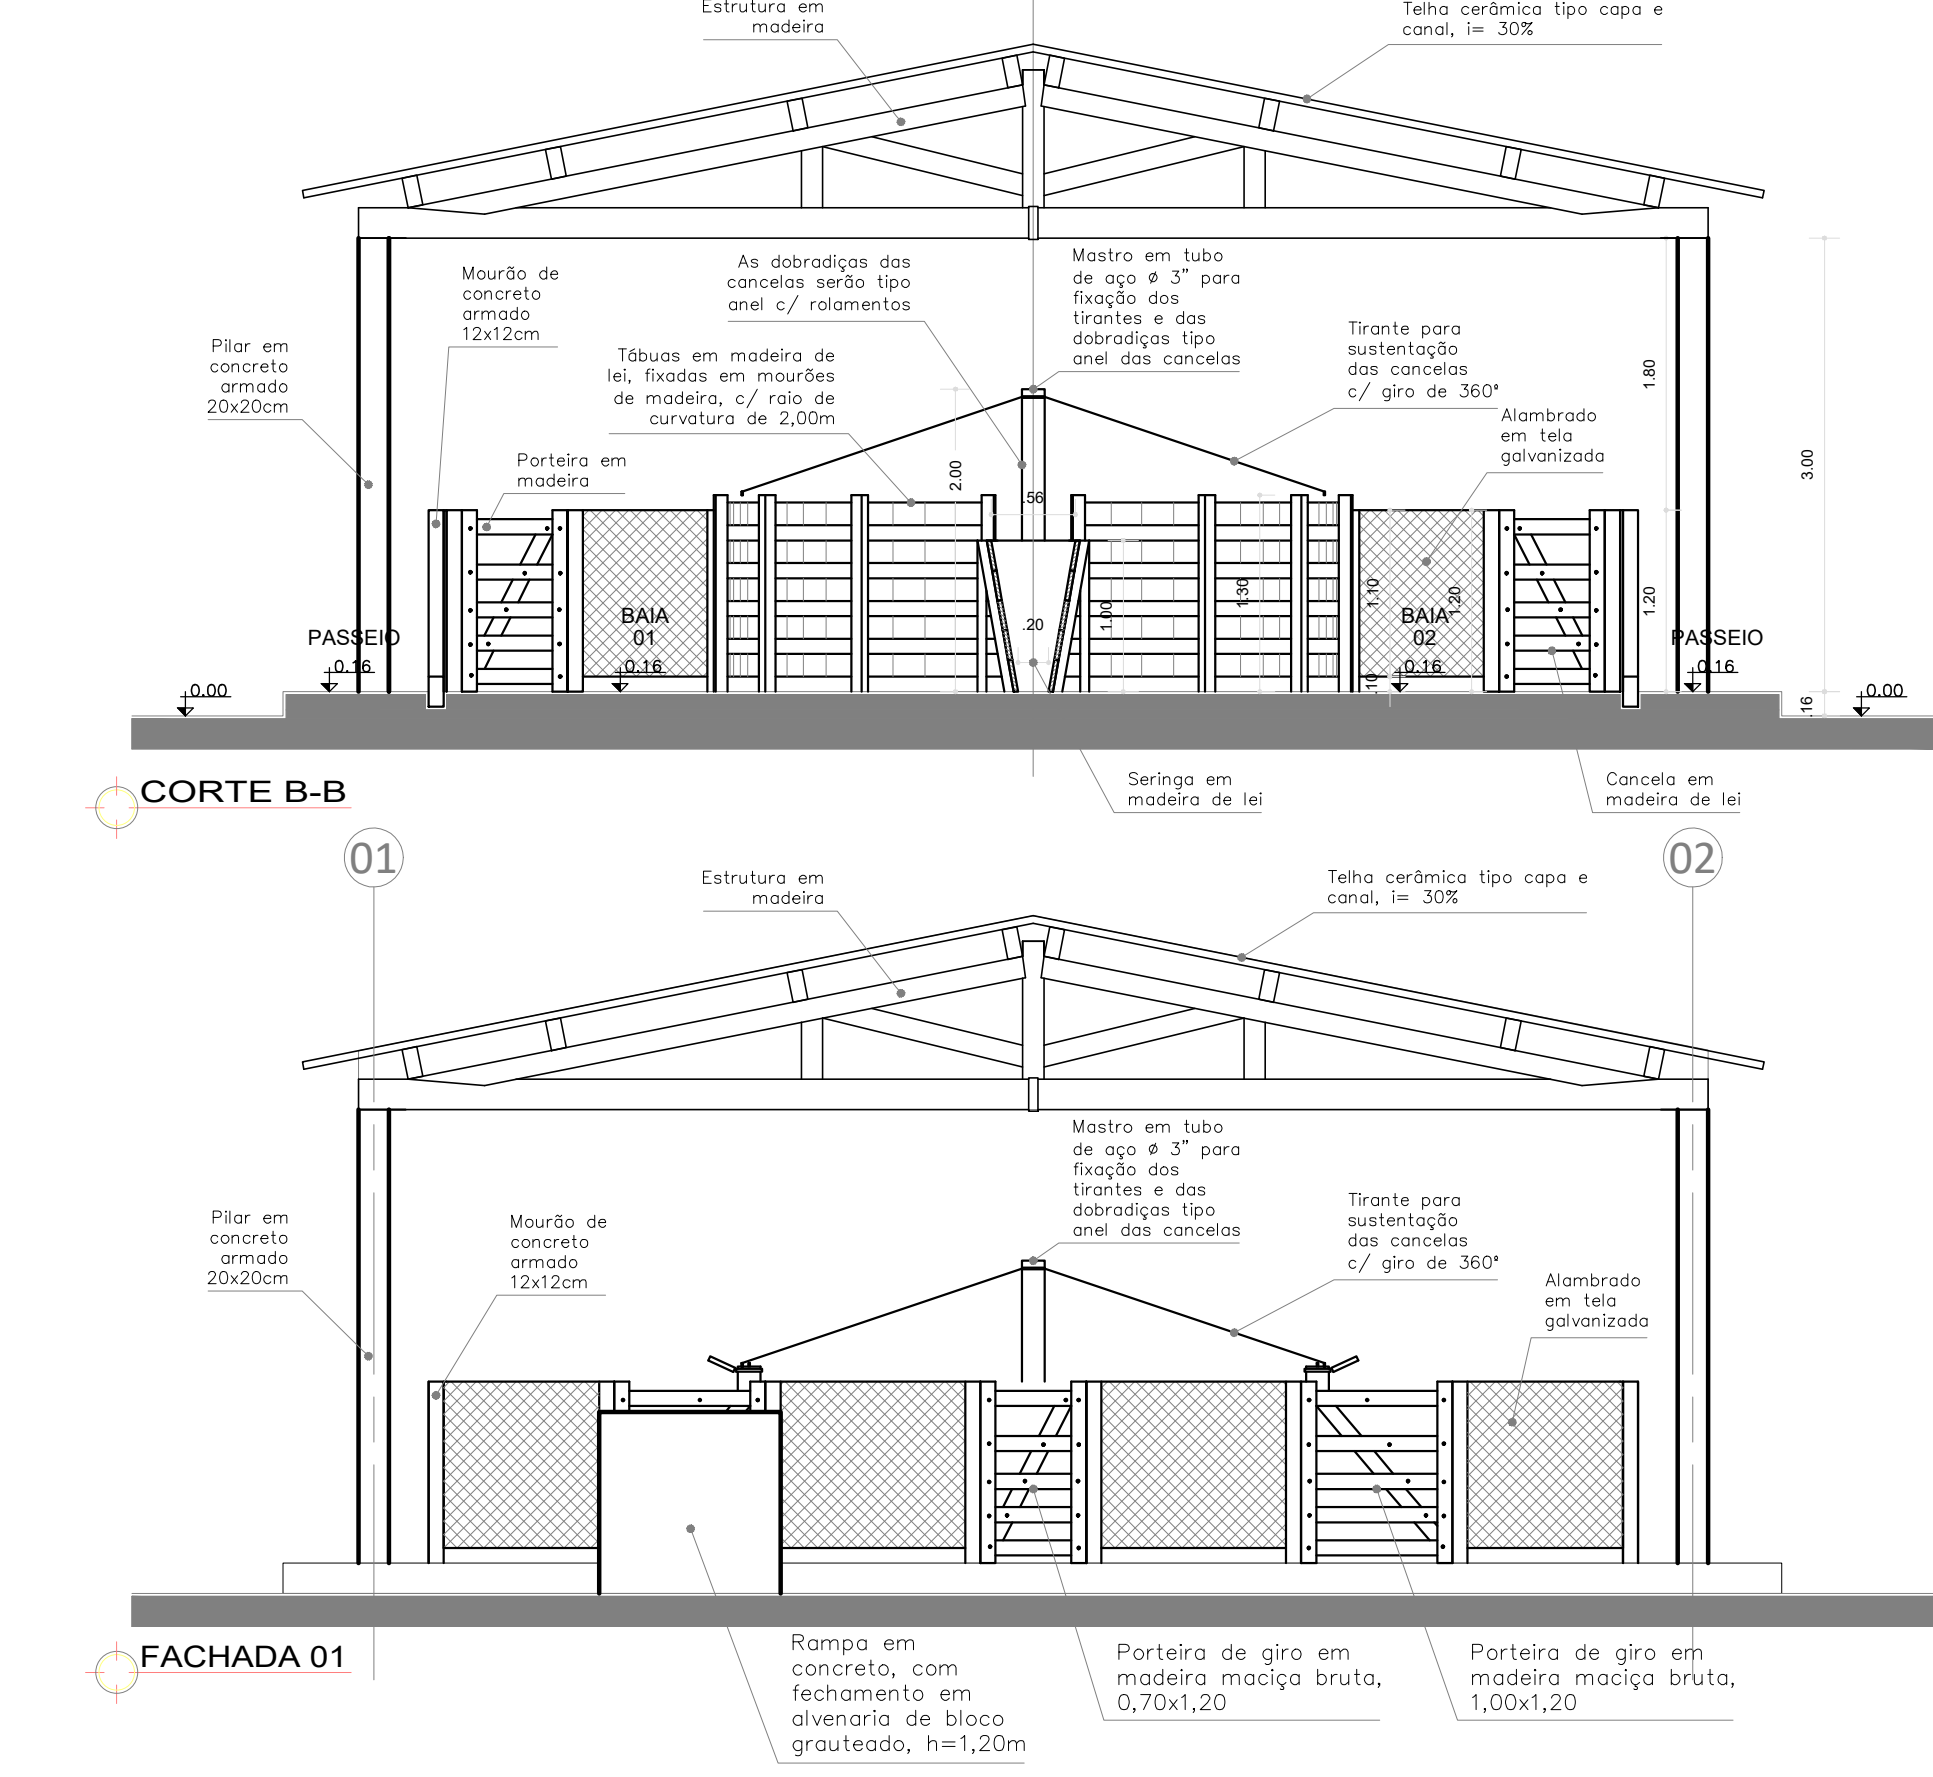 Estrutura em
madeira
Telha cerâmica tipo capa e
canal, i= 30%
Mourão de
concreto
armado
12x12cm
As dobradiças das
cancelas serão tipo
anel c/ rolamentos
Mastro em tubo
de aço ø 3" para
fixação dos
tirantes e das
dobradiças tipo
anel das cancelas
Pilar em
concreto
armado
20x20cm
Tábuas em madeira de
lei, fixadas em mourões
de madeira, c/ raio de
curvatura de 2,00m
Tirante para
sustentação
das cancelas
c/ giro de 360°
Alambrado
em tela
galvanizada
Porteira em
madeira
1.80
3.00
2.00
.56
.20
1.00
1.30
1.10
1.20
1.20
.10
.16
PASSEIO
0.16
BAIA
01
0.16
BAIA
02
0.16
PASSEIO
0.16
0.00
0.00
CORTE B-B
Seringa em
madeira de lei
Cancela em
madeira de lei
01
02
Estrutura em
madeira
Telha cerâmica tipo capa e
canal, i= 30%
Mastro em tubo
de aço ø 3" para
fixação dos
tirantes e das
dobradiças tipo
anel das cancelas
Pilar em
concreto
armado
20x20cm
Mourão de
concreto
armado
12x12cm
Tirante para
sustentação
das cancelas
c/ giro de 360°
Alambrado
em tela
galvanizada
FACHADA 01
Rampa em
concreto, com
fechamento em
alvenaria de bloco
grauteado, h=1,20m
Porteira de giro em
madeira maciça bruta,
0,70x1,20
Porteira de giro em
madeira maciça bruta,
1,00x1,20